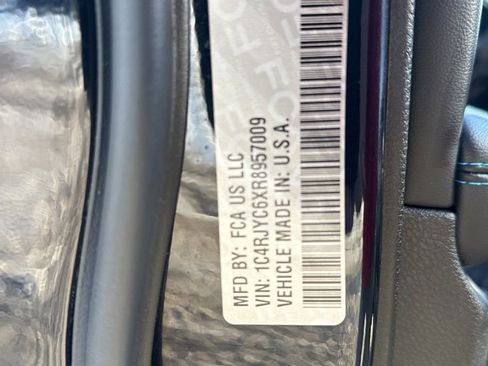 MFD BY: FCA US LLC
VIN: 1C4RJYC6XR8957009
VEHICLE MADE IN: U.S.A.